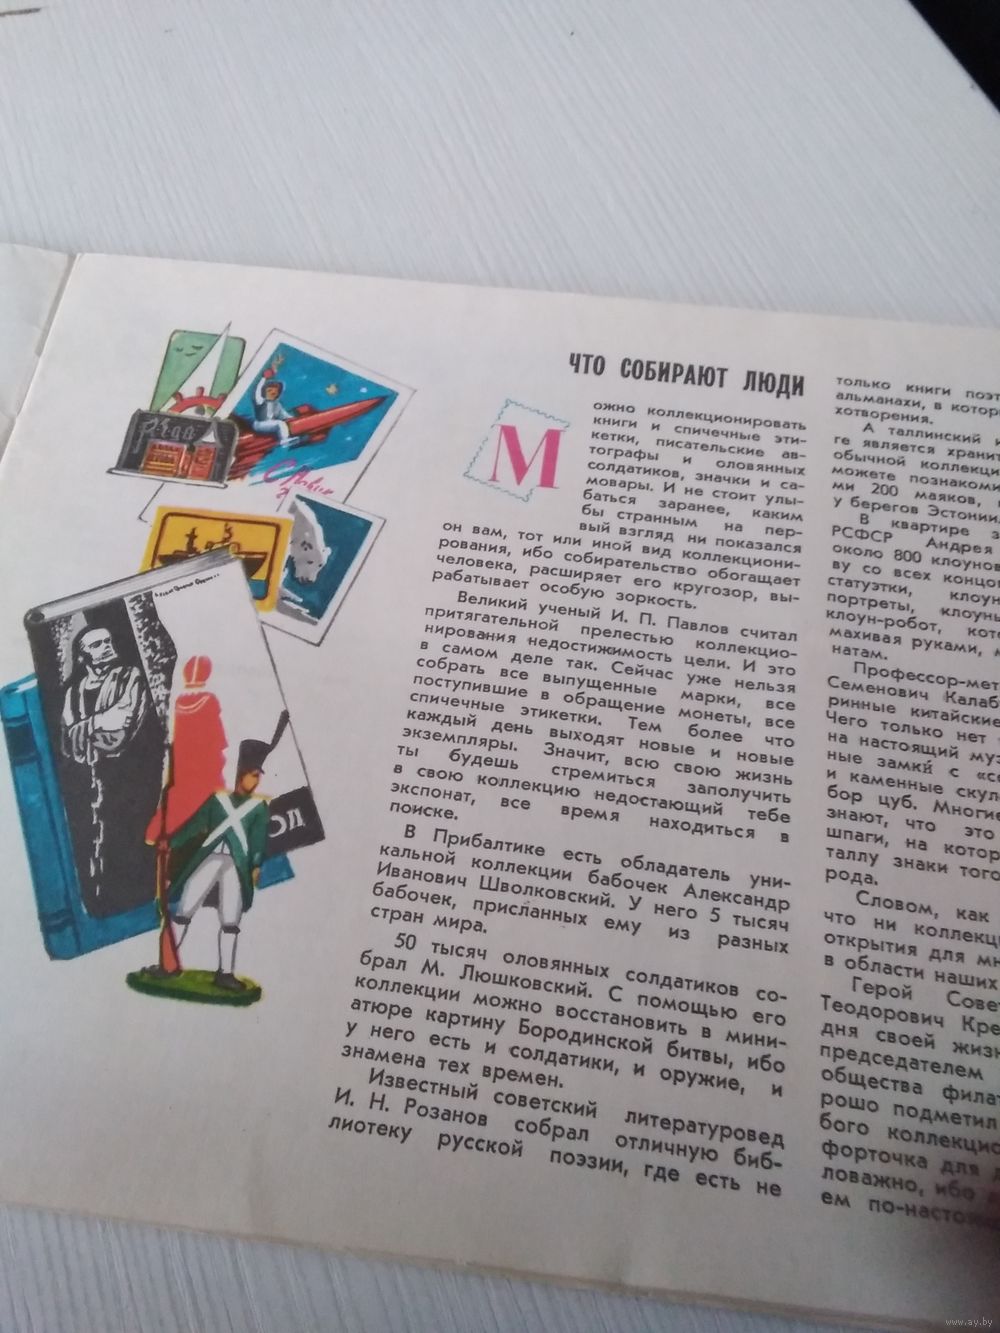 ЧТО СОБИРАЮТ ЛЮДИ
Можно коллекционировать
книги и спичечные эти-
кетки, писательские ав-
тографы и оловянных
солдатиков, значки и са-
мовары. И не стоит улы-
баться заранее, каким
бы странным на пер-
вый взгляд ни показался
он вам, тот или иной вид коллекциони-
рования, ибо собирательство обогащает
человека, расширяет его кругозор, вы-
рабатывает особую зоркость.
Великий ученый И. П. Павлов считал
притягательной прелестью коллекцио-
нирования недостижимость цели. И это
в самом деле так. Сейчас уже нельзя
собрать все выпущенные марки, все
поступившие в обращение монеты, все
спичечные этикетки. Тем более что
каждый день выходят новые и новые
экземпляры. Значит, всю свою жизнь
ты будешь стремиться заполучить
в свою коллекцию недостающий тебе
экспонат, все время находиться в
поиске.
В Прибалтике есть обладатель уни-
кальной коллекции бабочек Александр
Иванович Шволковский. У него 5 тысяч
бабочек, присланных ему из разных
стран мира.
50 тысяч оловянных солдатиков со-
брал М. Люшковский. С помощью его
коллекции можно восстановить в мини-
атюре картину Бородинской битвы, ибо
у него есть и солдатики, и оружие, и
знамена тех времен.
Известный советский литературовед
И. Н. Розанов собрал отличную биб-
лиотеку русской поэзии, где есть не
только книги поэт
альманахи, в котор
хотворения.
А таллинский и
ге является хранит
обычной коллекци
можете познакоми
ми 200 маяков,
у берегов Эстонии
В квартире з
РСФСР Андрея
около 800 клоунов
ву со всех концо
статуэтки, клоун
портреты, клоуны
клоун-робот, кото
махивая руками,
натам.
Профессор-мет
Семенович Калаб
ринные китайские
Чего только нет
на настоящий муз
ные замки с «се
и каменные скул
бор цуб. Многие
знают, что это
шпаги, на котор
таллу знаки того
рода.
Словом, как
что ни коллекц
открытия для мн
в области наших
Герой Сове
Теодорович Кре
дня своей жизн
председателем
общества фила
рошо подметил
бого коллекцио
форточка для
ловажно, ибо
ем по-настоя
www.ay.by